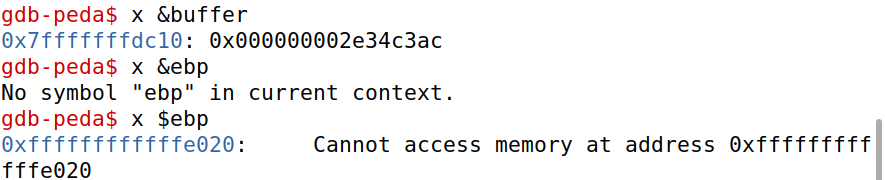 gdb-peda$ x &buffer
0x7fffffffdc10: 0x000000002e34c3ac
gdb-peda$ x &ebp
No symbol "ebp" in current context.
gdb-peda$ x $ebp
0xffffffffffffe020:     Cannot access memory at address 0xfffffffff
fffe020